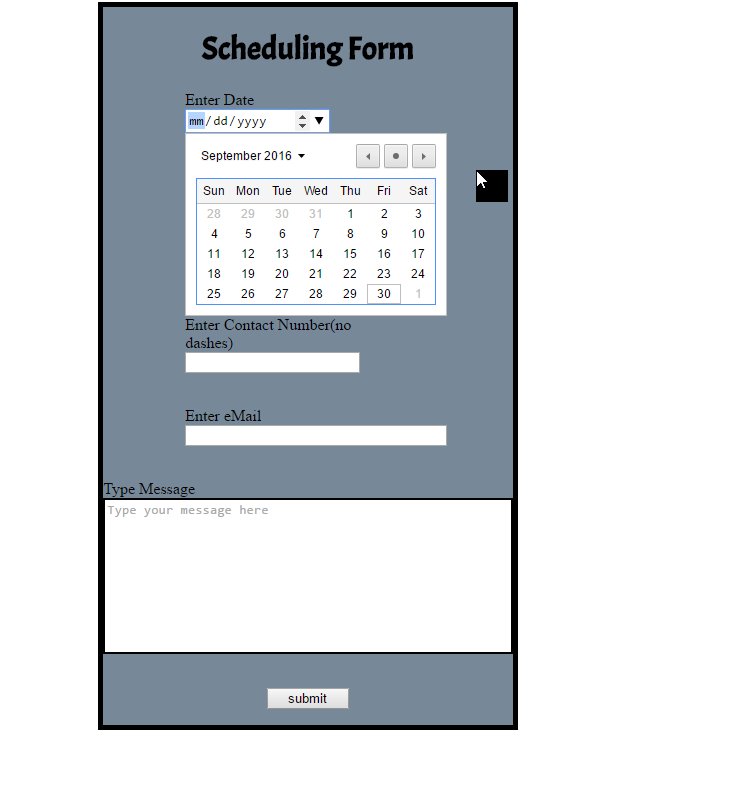 Scheduling Form
Enter Date
mm/dd/yyyy
September 2016
Sun Mon Tue Wed Thu Fri Sat
28 29 30 31 1 2 3
4 5 6 7 8 9 10
11 12 13 14 15 16 17
18 19 20 21 22 23 24
25 26 27 28 29 30 1
Enter Contact Number(no
dashes)
Enter eMail
Type Message
Type your message here
submit